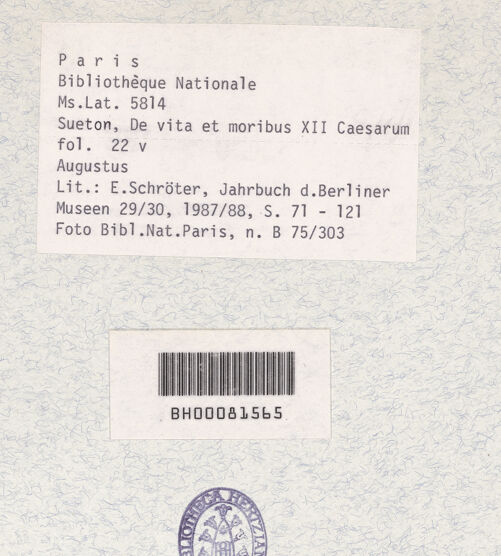 P a r i s
Bibliothèque Nationale
Ms.Lat. 5814
Sueton, De vita et moribus XII Caesarum
fol. 22 v
Augustus
Lit.: E.Schröter, Jahrbuch d.Berliner
Museen 29/30, 1987/88, S. 71 - 121
Foto Bibl.Nat.Paris, n. B 75/303
BH00081565